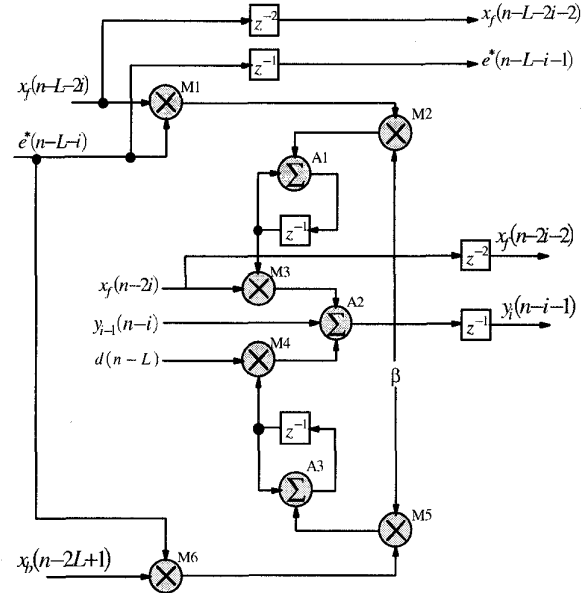 z⁻² x_f(n-L-2i-2)
z⁻¹ e*(n-L-i-1)
x_f(n-L-2i) M1 M2
e*(n-L-i)
A1
Σ
z⁻¹
z⁻² x_f(n-2i-2)
x_f(n-2i) M3
A2
y_{i-1}(n-i) Σ z⁻¹ y_i(n-i-1)
d(n-L) M4
β
z⁻¹
A3
Σ
M5
x_b(n-2L+1) M6